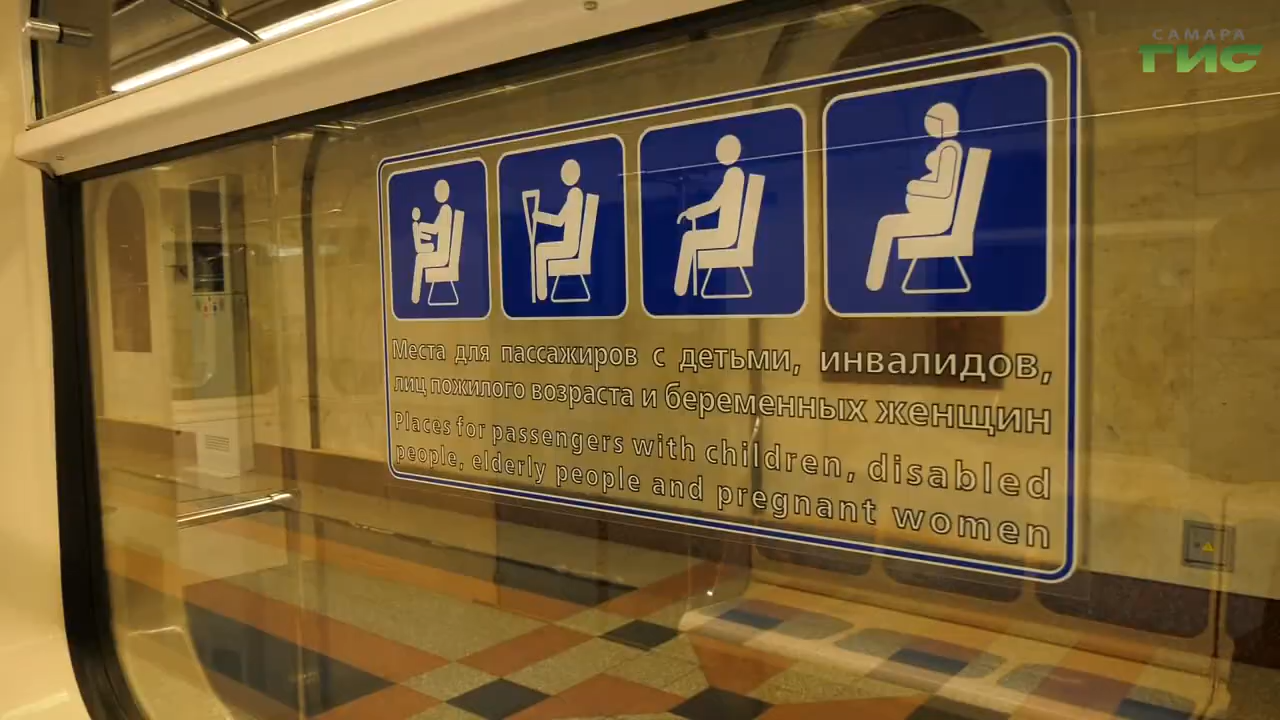 САМАРА
ГИС
Места для пассажиров с детьми, инвалидов,
лиц пожилого возраста и беременных женщин
Places for passengers with children, disabled
people, elderly people and pregnant women